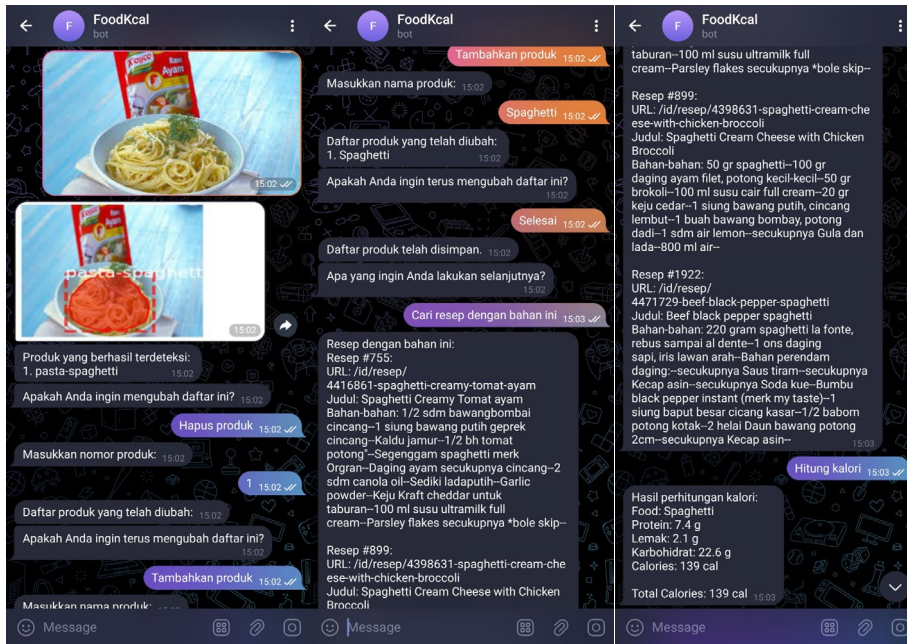 FoodKcal
bot
F
Royco
Rasa
Ayam
15:02
Royco
Rasa
Ayam
pasta-spaghett
15:02
Produk yang berhasil terdeteksi:
1. pasta-spaghetti 15:02
Apakah Anda ingin mengubah daftar ini? 15:02
Hapus produk 15:02
Masukkan nomor produk: 15:02
1 15:02
Daftar produk yang telah diubah: 15:02
Apakah Anda ingin terus mengubah daftar ini?
15:02
Tambahkan produk 15:02
Masukkan nama produk:
Message
FoodKcal
bot
F
Tambahkan produk 15:02
Masukkan nama produk: 15:02
Spaghetti 15:02
Daftar produk yang telah diubah:
1. Spaghetti 15:02
Apakah Anda ingin terus mengubah daftar ini?
15:02
Selesai 15:02
Daftar produk telah disimpan. 15:02
Apa yang ingin Anda lakukan selanjutnya?
15:02
Cari resep dengan bahan ini 15:03
Resep dengan bahan ini:
Resep #755:
URL: /id/resep/
4416861-spaghetti-creamy-tomat-ayam
Judul: Spaghetti Creamy Tomat ayam
Bahan-bahan: 1/2 sdm bawangbombai
cincang--1 siung bawang putih geprek
cincang--Kaldu jamur--1/2 bh tomat
potong"--Segenggam spaghetti merk
Orgran--Daging ayam secukupnya cincang--2
sdm canola oil--Sediki ladaputih--Garlic
powder--Keju Kraft cheddar untuk
taburan--100 ml susu ultramilk full
cream--Parsley flakes secukupnya *bole skip--
Resep #899:
URL: /id/resep/4398631-spaghetti-cream-che
ese-with-chicken-broccoli
Judul: Spaghetti Cream Cheese with Chicken
Broccoli
Message
FoodKcal
bot
F
taburan--100 ml susu ultramilk full
cream--Parsley flakes secukupnya *bole skip--
Resep #899:
URL: /id/resep/4398631-spaghetti-cream-che
ese-with-chicken-broccoli
Judul: Spaghetti Cream Cheese with Chicken
Broccoli
Bahan-bahan: 50 gr spaghetti--100 gr
daging ayam filet, potong kecil-kecil--50 gr
brokoli--100 ml susu cair full cream--20 gr
keju cedar--1 siung bawang putih, cincang
lembut--1 buah bawang bombay, potong
dadi--1 sdm air lemon--secukupnya Gula dan
lada--800 ml air--
Resep #1922:
URL: /id/resep/
4471729-beef-black-pepper-spaghetti
Judul: Beef black pepper spaghetti
Bahan-bahan: 220 gram spaghetti la fonte,
rebus sampai al dente--1 ons daging
sapi, iris lawan arah--Bahan perendam
daging:--secukupnya Saus tiram--secukupnya
Kecap asin--secukupnya Soda kue--Bumbu
black pepper instant (merk my taste)--1
siung baput besar cicang kasar--1/2 babom
potong kotak--2 helai Daun bawang potong
2cm--secukupnya Kecap asin--
15:03
Hitung kalori 15:03
Hasil perhitungan kalori:
Food: Spaghetti
Protein: 7.4 g
Lemak: 2.1 g
Karbohidrat: 22.6 g
Calories: 139 cal
Total Calories: 139 cal 15:03
Message